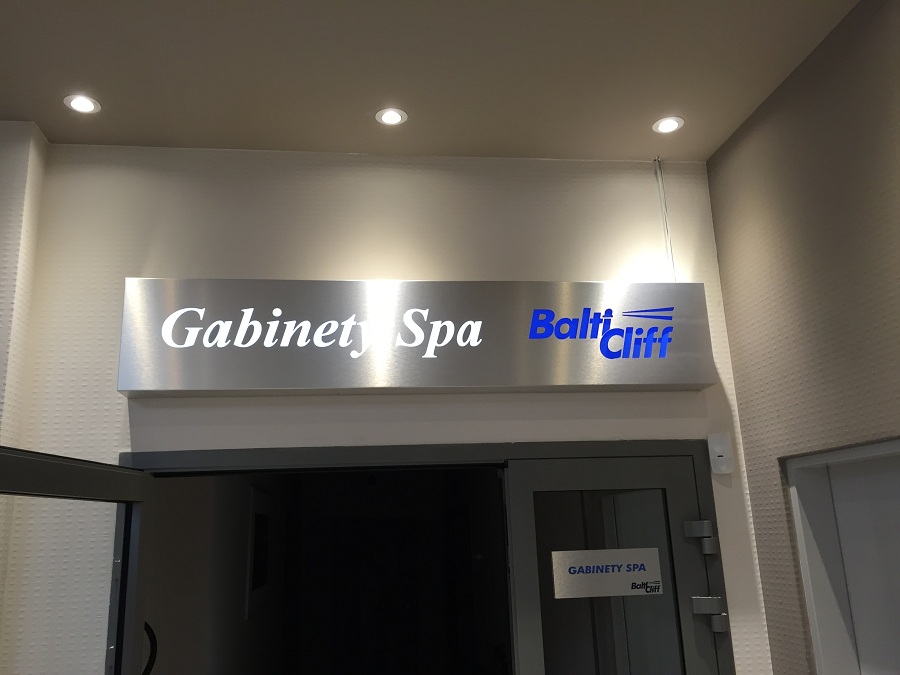 Gabinety Spa
Balti
Cliff
GABINETY SPA
Balti
Cliff